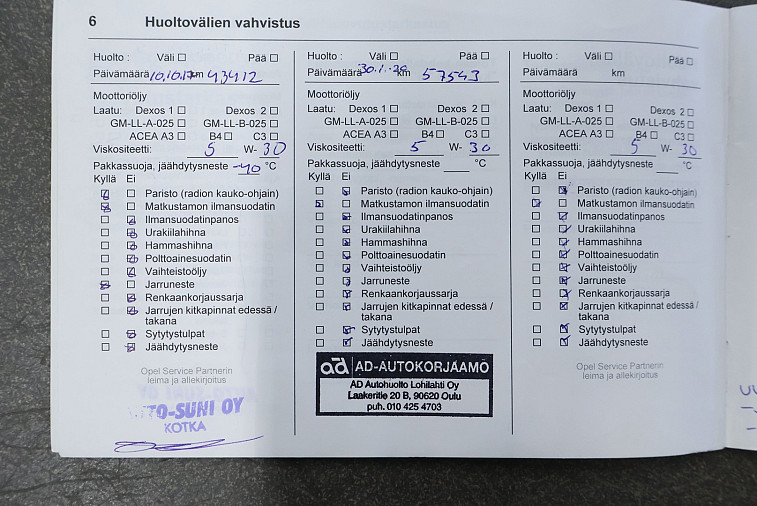 6 Huoltovälien vahvistus
Huolto : Väli Pää
Päivämäärä 10.10.17 km 43412
Moottoriöljy
Laatu: Dexos 1 Dexos 2
GM-LL-A-025 GM-LL-B-025
ACEA A3 B4 C3
Viskositeetti: 5 W- 30
Pakkassuoja, jäähdytysneste -40 °C
Kyllä Ei
Paristo (radion kauko-ohjain)
Matkustamon ilmansuodatin
Ilmansuodatinpanos
Urakiilahihna
Hammashihna
Polttoainesuodatin
Vaihteistoöljy
Jarruneste
Renkaankorjaussarja
Jarrujen kitkapinnat edessä /
takana
Sytytystulpat
Jäähdytysneste
Opel Service Partnerin
leima ja allekirjoitus
TO-SUNI OY
KOTKA
Huolto : Väli Pää
Päivämäärä km 57543
Moottoriöljy
Laatu: Dexos 1 Dexos 2
GM-LL-A-025 GM-LL-B-025
ACEA A3 B4 C3
Viskositeetti: 5 W- 30
Pakkassuoja, jäähdytysneste °C
Kyllä Ei
Paristo (radion kauko-ohjain)
Matkustamon ilmansuodatin
Ilmansuodatinpanos
Urakiilahihna
Hammashihna
Polttoainesuodatin
Vaihteistoöljy
Jarruneste
Renkaankorjaussarja
Jarrujen kitkapinnat edessä /
takana
Sytytystulpat
Jäähdytysneste
ad AD-AUTOKORJAAMO
AD Autohuolto Lohilahti Oy
Laakeritie 20 B, 90620 Oulu
puh. 010 425 4703
Huolto : Väli Pää
Päivämäärä km
Moottoriöljy
Laatu: Dexos 1 Dexos 2
GM-LL-A-025 GM-LL-B-025
ACEA A3 B4 C3
Viskositeetti: 5 W- 30
Pakkassuoja, jäähdytysneste °C
Kyllä Ei
Paristo (radion kauko-ohjain)
Matkustamon ilmansuodatin
Ilmansuodatinpanos
Urakiilahihna
Hammashihna
Polttoainesuodatin
Vaihteistoöljy
Jarruneste
Renkaankorjaussarja
Jarrujen kitkapinnat edessä /
takana
Sytytystulpat
Jäähdytysneste
Opel Service Partnerin
leima ja allekirjoitus